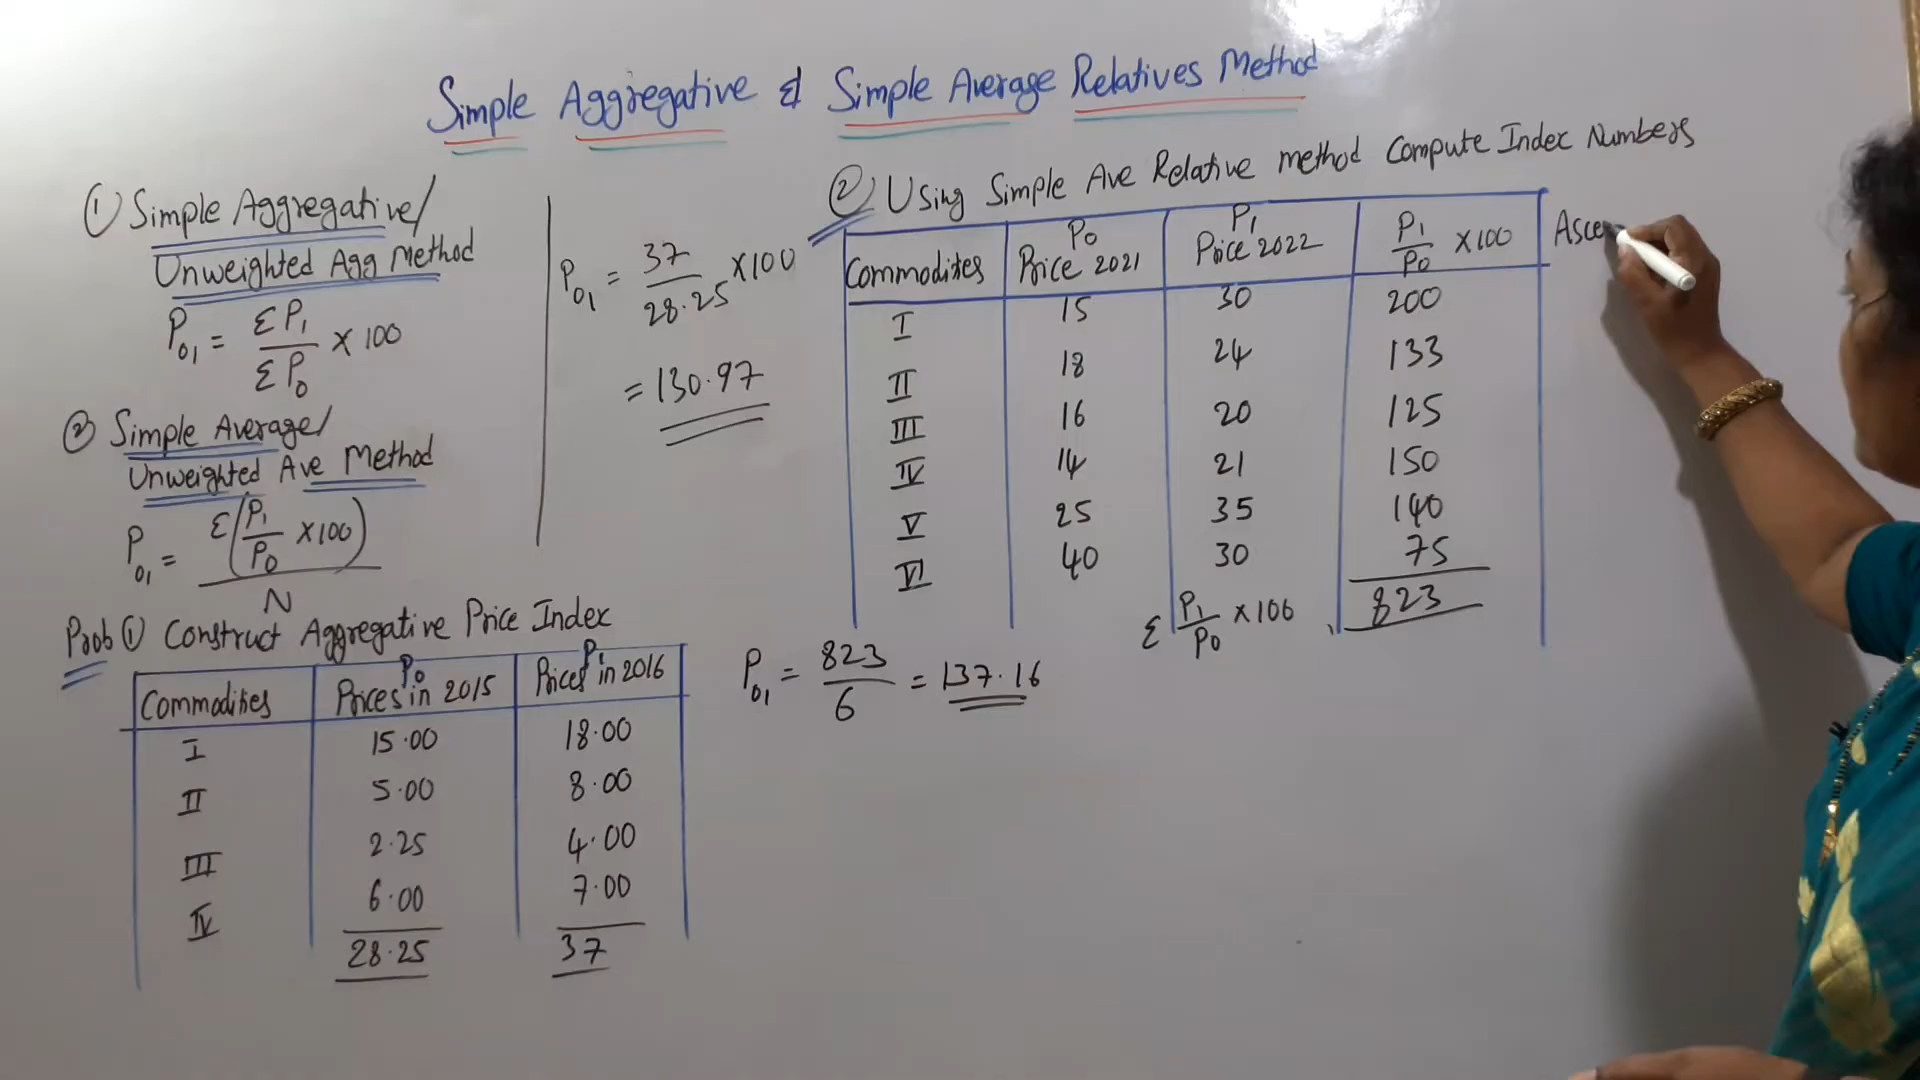 Simple Aggregative & Simple Average Relatives Method
① Simple Aggregative/
Unweighted Agg Method
P01 = ΣP1 / ΣP0 × 100
② Simple Average/
Unweighted Ave Method
P01 = Σ(P1/P0 ×100) / N
P01 = 37 / 28.25 ×100
= 130.97
Prob ① Construct Aggregative Price Index
Commodities | P0 Prices in 2015 | P1 Prices in 2016
I 15.00 18.00
II 5.00 8.00
III 2.25 4.00
IV 6.00 7.00
28.25 37
② Using Simple Ave Relative method Compute Index Numbers
Commodities | P0 Price 2021 | P1 Price 2022 | P1/P0 ×100 | Asce
I 15 30 200
II 18 24 133
III 16 20 125
IV 14 21 150
V 25 35 140
VI 40 30 75
Σ P1/P0 ×100 823
P01 = 823 / 6 = 137.16